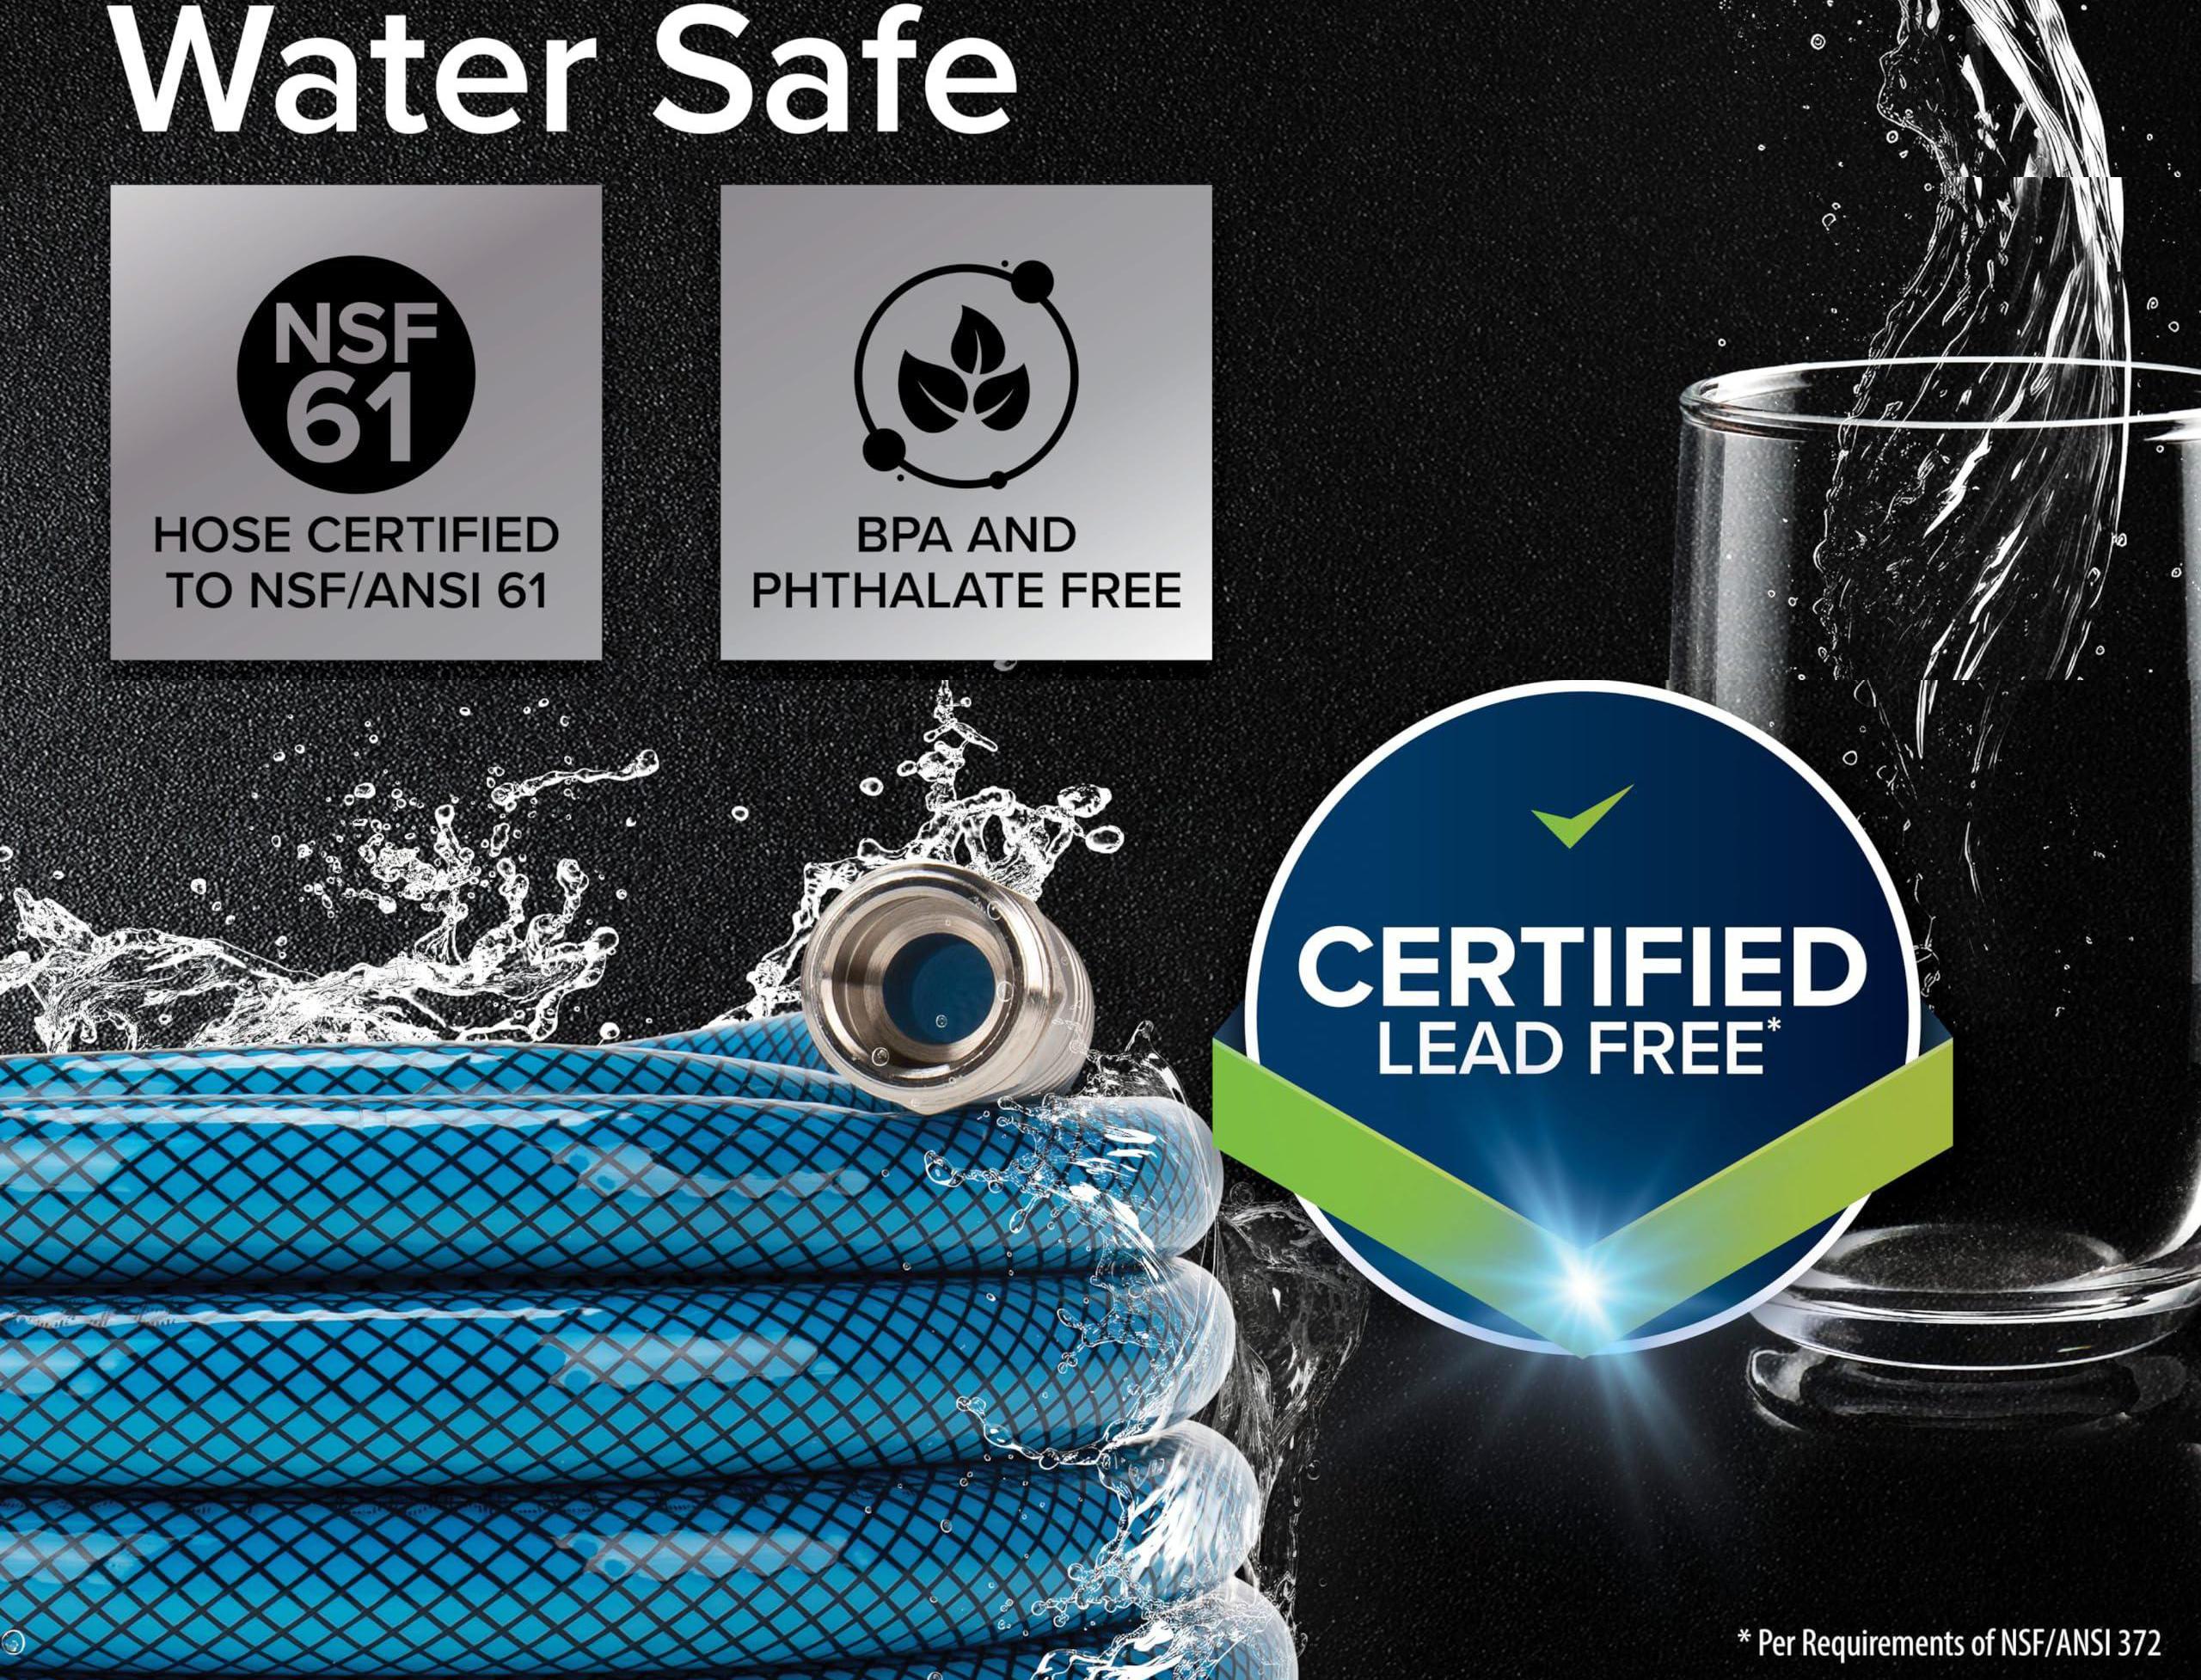 Water Safe
NSF
61
HOSE CERTIFIED
TO NSF/ANSI 61
BPA AND
PHTHALATE FREE
CERTIFIED
LEAD FREE*
* Per Requirements of NSF/ANSI 372